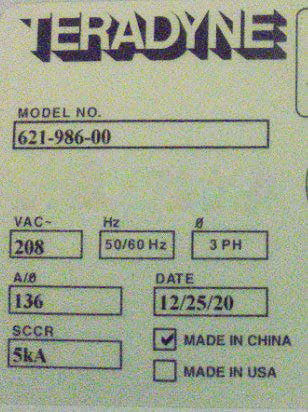 TERADYNE
MODEL NO.
621-986-00
VAC~ Hz Ø
208 50/60 Hz 3 PH
A/Ø DATE
136 12/25/20
SCCR
5kA
MADE IN CHINA
MADE IN USA